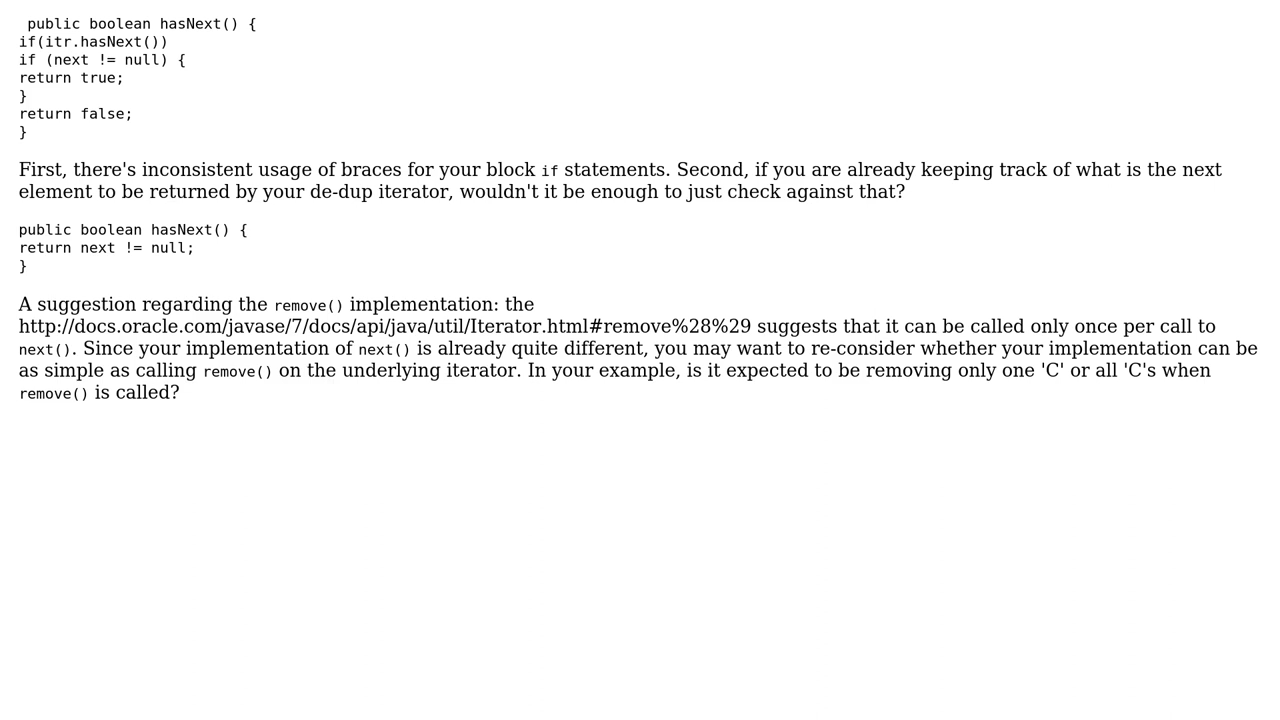 public boolean hasNext() {
if(itr.hasNext())
if (next != null) {
return true;
}
return false;
}
First, there's inconsistent usage of braces for your block if statements. Second, if you are already keeping track of what is the next
element to be returned by your de-dup iterator, wouldn't it be enough to just check against that?
public boolean hasNext() {
return next != null;
}
A suggestion regarding the remove() implementation: the
http://docs.oracle.com/javase/7/docs/api/java/util/Iterator.html#remove%28%29 suggests that it can be called only once per call to
next(). Since your implementation of next() is already quite different, you may want to re-consider whether your implementation can be
as simple as calling remove() on the underlying iterator. In your example, is it expected to be removing only one 'C' or all 'C's when
remove() is called?